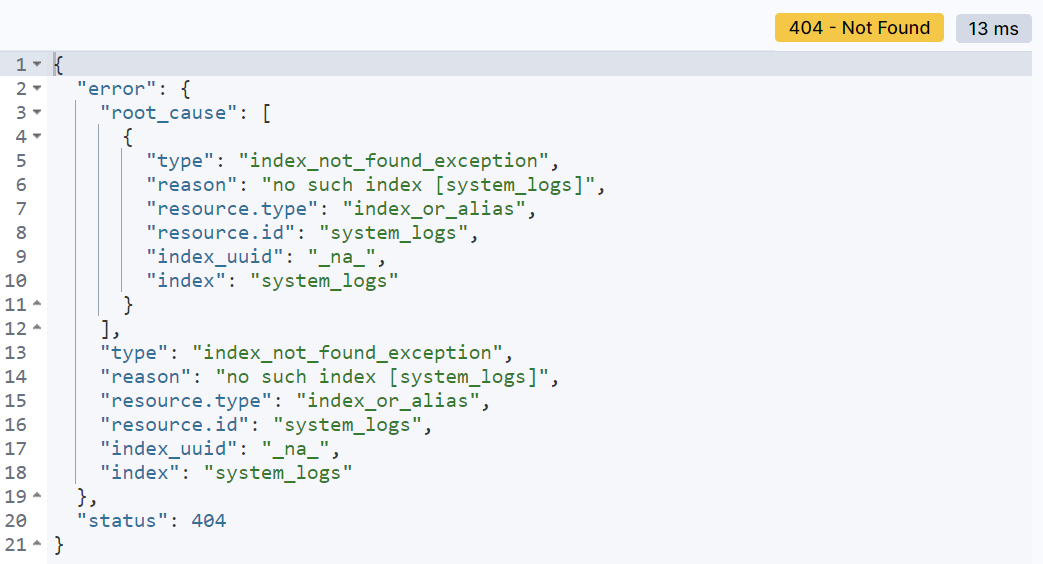 404 - Not Found 13 ms
1 {
2 "error": {
3 "root_cause": [
4 {
5 "type": "index_not_found_exception",
6 "reason": "no such index [system_logs]",
7 "resource.type": "index_or_alias",
8 "resource.id": "system_logs",
9 "index_uuid": "_na_",
10 "index": "system_logs"
11 }
12 ],
13 "type": "index_not_found_exception",
14 "reason": "no such index [system_logs]",
15 "resource.type": "index_or_alias",
16 "resource.id": "system_logs",
17 "index_uuid": "_na_",
18 "index": "system_logs"
19 },
20 "status": 404
21 }